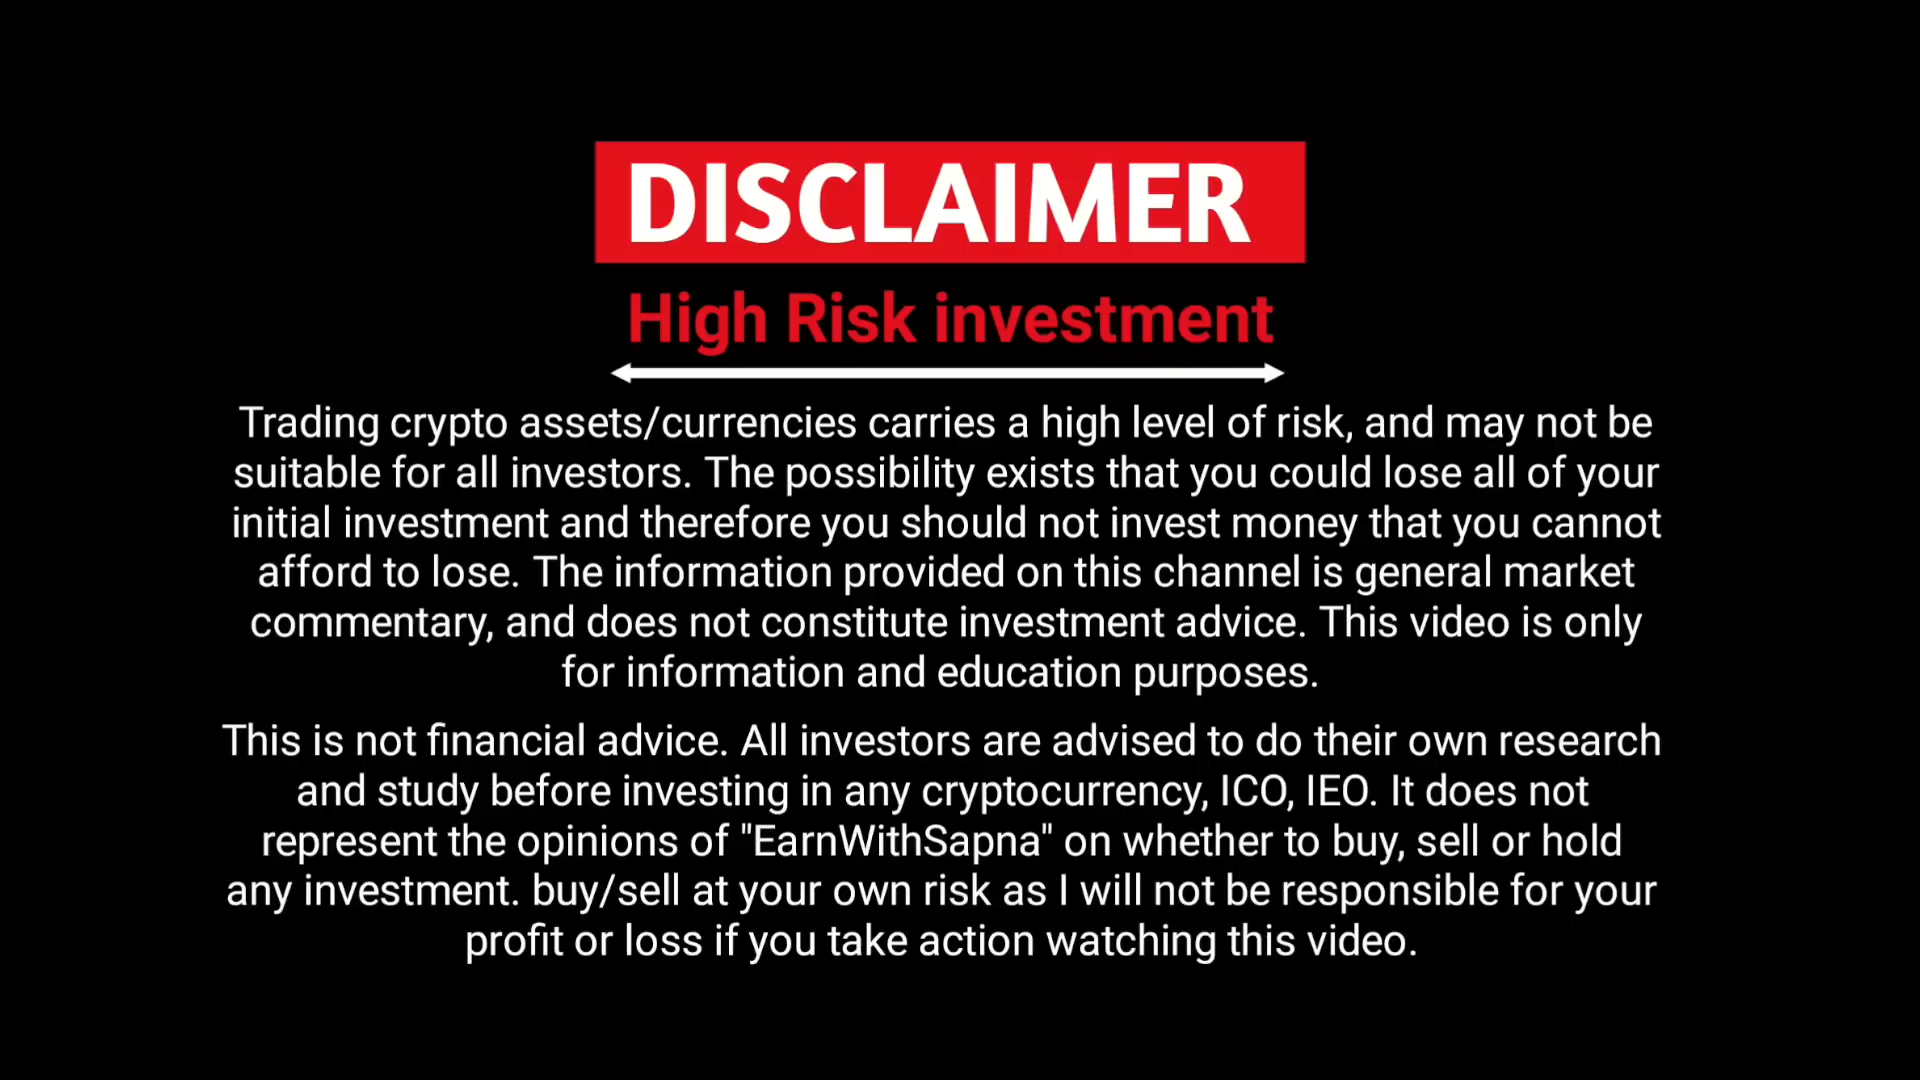 DISCLAIMER
High Risk investment
Trading crypto assets/currencies carries a high level of risk, and may not be
suitable for all investors. The possibility exists that you could lose all of your
initial investment and therefore you should not invest money that you cannot
afford to lose. The information provided on this channel is general market
commentary, and does not constitute investment advice. This video is only
for information and education purposes.
This is not financial advice. All investors are advised to do their own research
and study before investing in any cryptocurrency, ICO, IEO. It does not
represent the opinions of "EarnWithSapna" on whether to buy, sell or hold
any investment. buy/sell at your own risk as I will not be responsible for your
profit or loss if you take action watching this video.